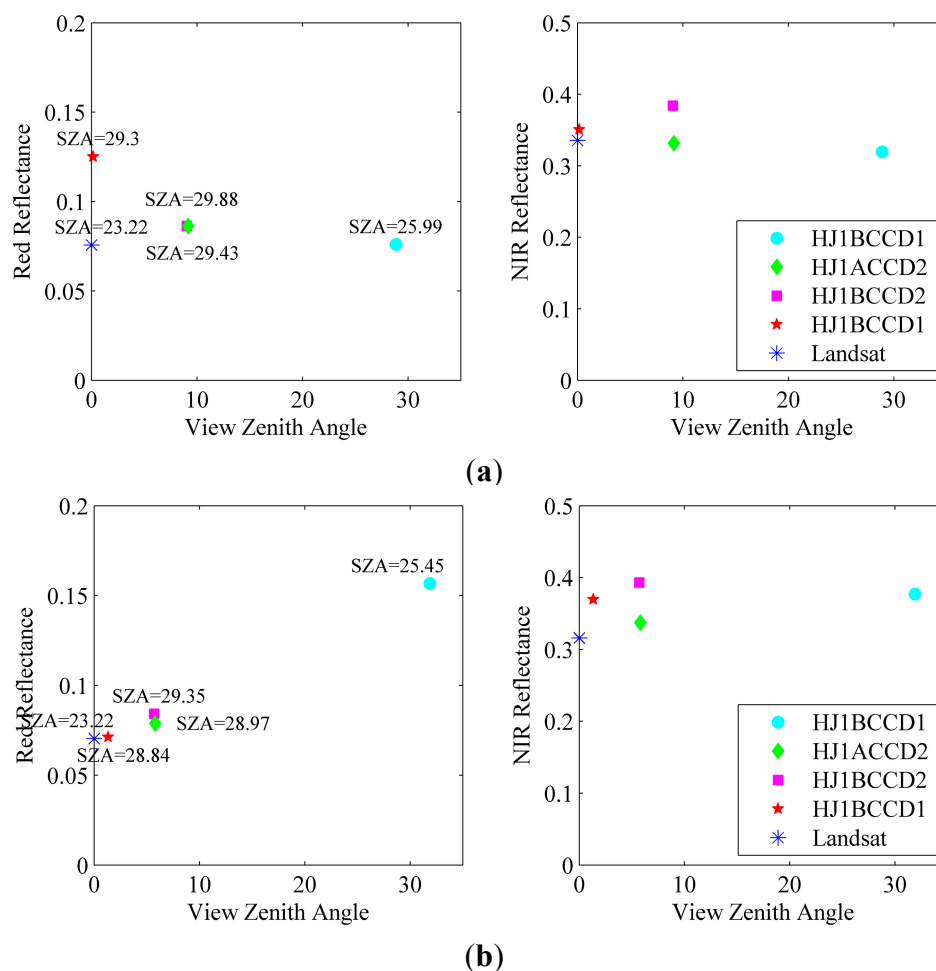 0.2
0.15
0.1
0.05
0
Red Reflectance
SZA=29.3
SZA=29.88
SZA=23.22
SZA=29.43
SZA=25.99
0 10 20 30
View Zenith Angle
0.5
0.4
0.3
0.2
0.1
0
NIR Reflectance
HJ1BCCD1
HJ1ACCD2
HJ1BCCD2
HJ1BCCD1
Landsat
0 10 20 30
View Zenith Angle
(a)
0.2
0.15
0.1
0.05
0
Red Reflectance
SZA=25.45
SZA=29.35
SZA=23.22
SZA=28.97
SZA=28.84
0 10 20 30
View Zenith Angle
0.5
0.4
0.3
0.2
0.1
0
NIR Reflectance
HJ1BCCD1
HJ1ACCD2
HJ1BCCD2
HJ1BCCD1
Landsat
0 10 20 30
View Zenith Angle
(b)